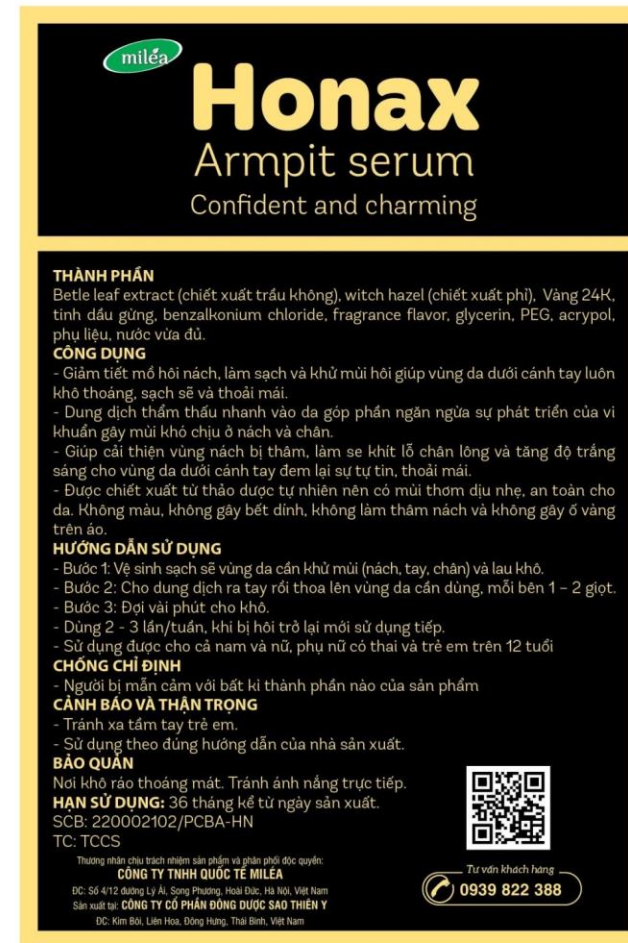 miléa
Honax
Armpit serum
Confident and charming
THÀNH PHẦN
Betle leaf extract (chiết xuất trầu không), witch hazel (chiết xuất phỉ), Vàng 24K,
tinh dầu gừng, benzalkonium chloride, fragrance flavor, glycerin, PEG, acrypol,
phụ liệu, nước vừa đủ.
CÔNG DỤNG
- Giảm tiết mồ hôi nách, làm sạch và khử mùi hôi giúp vùng da dưới cánh tay luôn
khô thoáng, sạch sẽ và thoải mái.
- Dung dịch thẩm thấu nhanh vào da góp phần ngăn ngừa sự phát triển của vi
khuẩn gây mùi khó chịu ở nách và chân.
- Giúp cải thiện vùng nách bị thâm, làm se khít lỗ chân lông và tăng độ trắng
sáng cho vùng da dưới cánh tay đem lại sự tự tin, thoải mái.
- Được chiết xuất từ thảo dược tự nhiên nên có mùi thơm dịu nhẹ, an toàn cho
da. Không màu, không gây bết dính, không làm thâm nách và không gây ố vàng
trên áo.
HƯỚNG DẪN SỬ DỤNG
- Bước 1: Vệ sinh sạch sẽ vùng da cần khử mùi (nách, tay, chân) và lau khô.
- Bước 2: Cho dung dịch ra tay rồi thoa lên vùng da cần dùng, mỗi bên 1 – 2 giọt.
- Bước 3: Đợi vài phút cho khô.
- Dùng 2 - 3 lần/tuần, khi bị hôi trở lại mới sử dụng tiếp.
- Sử dụng được cho cả nam và nữ, phụ nữ có thai và trẻ em trên 12 tuổi
CHỐNG CHỈ ĐỊNH
- Người bị mẫn cảm với bất kì thành phần nào của sản phẩm
CẢNH BÁO VÀ THẬN TRỌNG
- Tránh xa tầm tay trẻ em.
- Sử dụng theo đúng hướng dẫn của nhà sản xuất.
BẢO QUẢN
Nơi khô ráo thoáng mát. Tránh ánh nắng trực tiếp.
HẠN SỬ DỤNG: 36 tháng kể từ ngày sản xuất.
SCB: 220002102/PCBA-HN
TC: TCCS
Thương nhân chịu trách nhiệm sản phẩm và phân phối độc quyền:
CÔNG TY TNHH QUỐC TẾ MILÉA
ĐC: Số 4/12 đường Lý Ái, Song Phương, Hoài Đức, Hà Nội, Việt Nam
Sản xuất tại: CÔNG TY CỔ PHẦN ĐÔNG DƯỢC SAO THIÊN Y
ĐC: Kim Bôi, Liên Hoa, Đông Hưng, Thái Bình, Việt Nam
Tư vấn khách hàng
0939 822 388